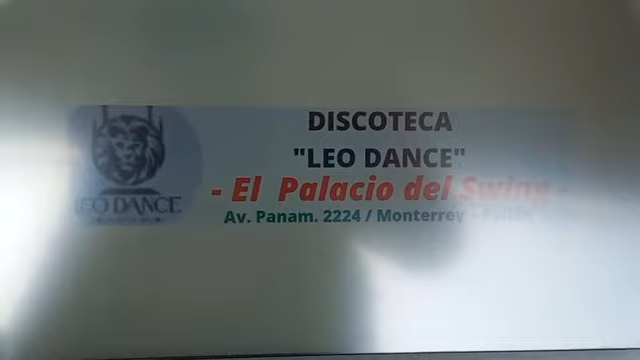 LEO DANCE
DISCOTECA
"LEO DANCE"
- El Palacio del Swing -
Av. Panam. 2224 / Monterrey -